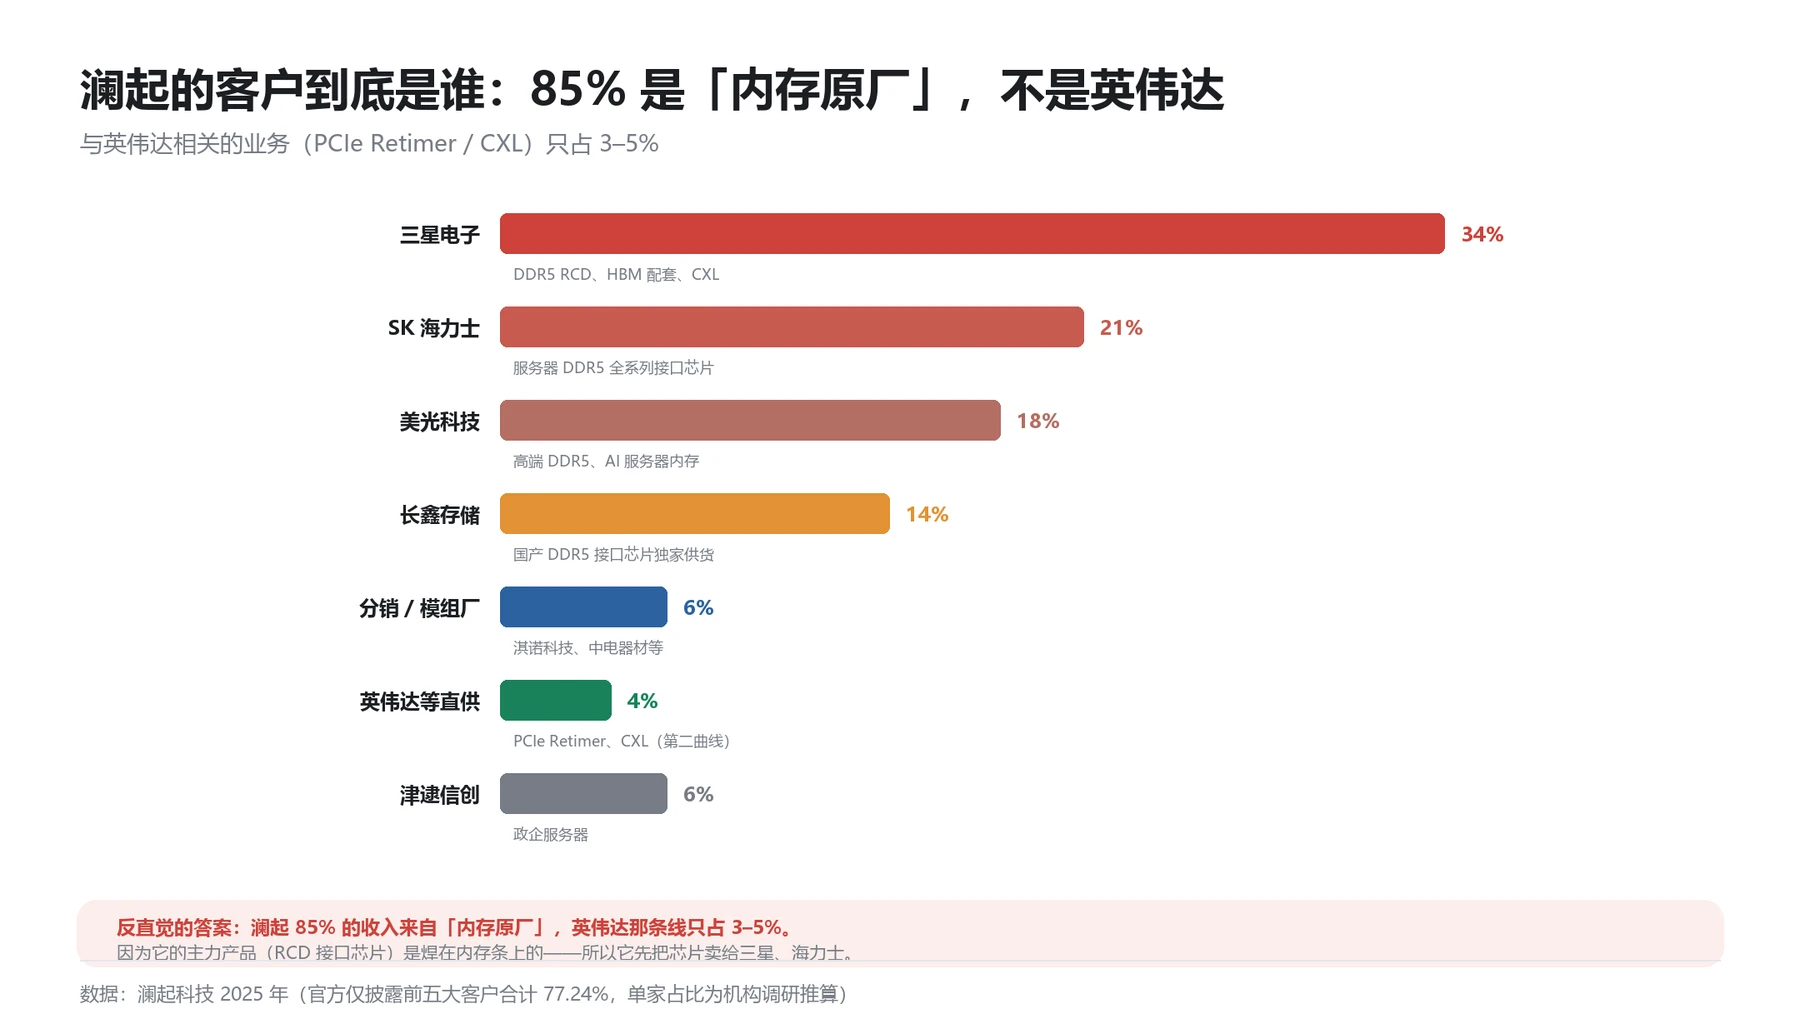 澜起的客户到底是谁：85% 是「内存原厂」，不是英伟达
与英伟达相关的业务（PCIe Retimer / CXL）只占 3–5%
三星电子
34%
DDR5 RCD、HBM 配套、CXL
SK 海力士
21%
服务器 DDR5 全系列接口芯片
美光科技
18%
高端 DDR5、AI 服务器内存
长鑫存储
14%
国产 DDR5 接口芯片独家供货
分销 / 模组厂
6%
淇诺科技、中电器材等
英伟达等直供
4%
PCIe Retimer、CXL（第二曲线）
津逮信创
6%
政企服务器
反直觉的答案：澜起 85% 的收入来自「内存原厂」，英伟达那条线只占 3–5%。
因为它的主力产品（RCD 接口芯片）是焊在内存条上的——所以它先把芯片卖给三星、海力士。
数据：澜起科技 2025 年（官方仅披露前五大客户合计 77.24%，单家占比为机构调研推算）